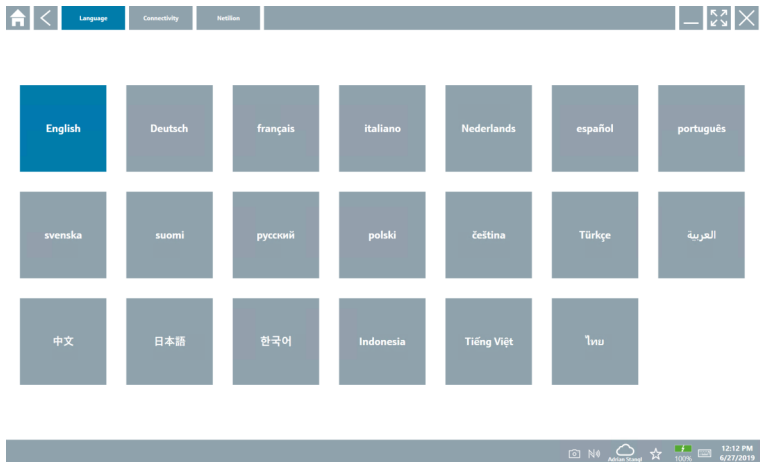 Language
Connectivity
Netilion
English
Deutsch
français
italiano
Nederlands
español
português
svenska
suomi
русский
polski
čeština
Türkçe
العربية
中文
日本語
한국어
Indonesia
Tiếng Việt
ไทย
Adrian Stangl
100%
12:12 PM
6/27/2019